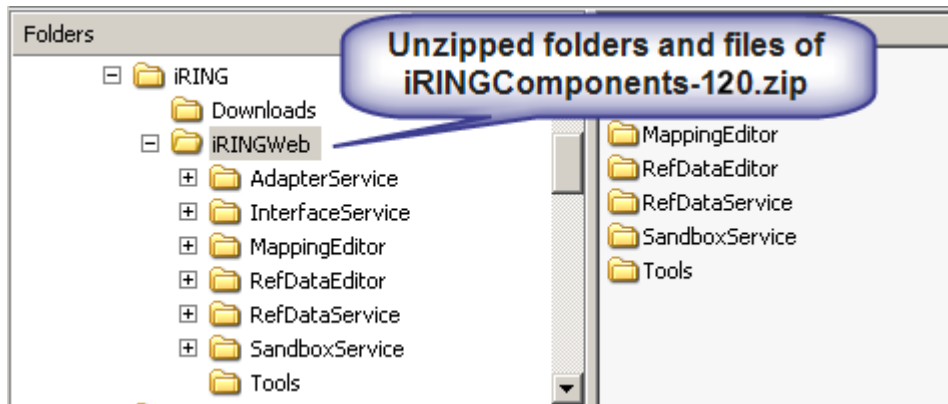 Folders
Unzipped folders and files of
iRINGComponents-120.zip
iRING
Downloads
iRINGWeb
AdapterService
InterfaceService
MappingEditor
RefDataEditor
RefDataService
SandboxService
Tools
MappingEditor
RefDataEditor
RefDataService
SandboxService
Tools